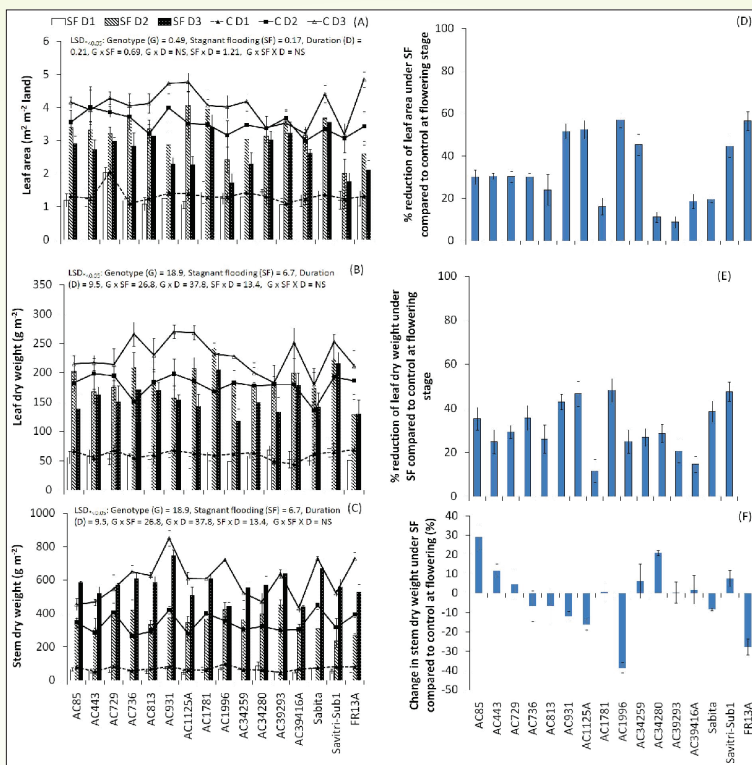 SF D1 SF D2 SF D3 C D1 C D2 C D3 (A)
Genotype (G) = 0.49, Stagnant flooding (SF) = 0.17, Duration (D) =
0.21, G x SF = 0.69, G x D = NS, SF x D = 1.21, G x SF X D = NS
Leaf area (m² m⁻² land)
6
5
4
3
2
1
0
(B)
Genotype (G) = 18.9, Stagnant flooding (SF) = 6.7, Duration
(D) = 9.5, G x SF = 26.8, G x D = 37.8, SF x D = 13.4, G x SF X D = NS
Leaf dry weight (g m⁻²)
350
300
250
200
150
100
50
0
(C)
Genotype (G) = 18.9, Stagnant flooding (SF) = 6.7, Duration
(D) = 9.5, G x SF = 26.8, G x D = 37.8, SF x D = 13.4, G x SF X D = NS
Stem dry weight (g m⁻²)
1000
800
600
400
200
0
AC85
AC443
AC729
AC736
AC813
AC931
AC1125A
AC1781
AC1996
AC34259
AC34280
AC39293
AC39416A
Sabita
Savitri-Sub1
FR13A
(D)
% reduction of leaf area under SF
compared to control at flowering stage
100
80
60
40
20
0
(E)
% reduction of leaf dry weight under
SF compared to control at flowering
stage
100
80
60
40
20
0
(F)
Change in stem dry weight under SF
compared to control at flowering (%)
40
30
20
10
0
-10
-20
-30
-40
-50
AC85
AC443
AC729
AC736
AC813
AC931
AC1125A
AC1781
AC1996
AC34259
AC34280
AC39293
AC39416A
Sabita
Savitri-Sub1
FR13A